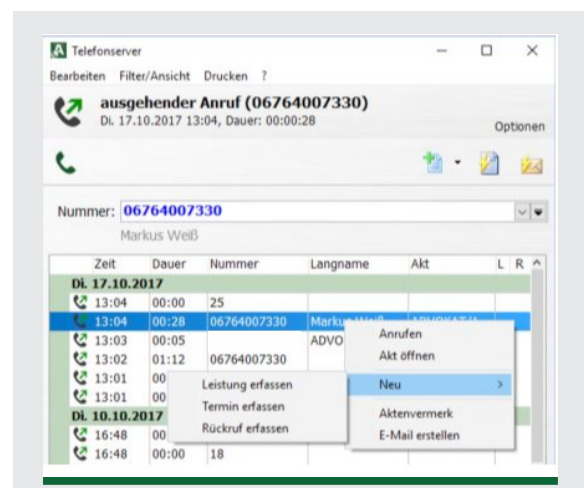 Telefonserver
Bearbeiten Filter/Ansicht Drucken ?
ausgehender Anruf (06764007330)
Di. 17.10.2017 13:04, Dauer: 00:00:28
Optionen
Nummer: 06764007330
Markus Weiß
Zeit Dauer Nummer Langname Akt L R
Di. 17.10.2017
13:04 00:00 25
13:04 00:28 06764007330 Markus Weiß
13:03 00:05 ADVO
13:02 01:12 06764007330
13:01 00
13:01 00
Di. 10.10.2017
16:48 00
16:48 00:00 18
Anrufen
Akt öffnen
Neu
Aktenvermerk
E-Mail erstellen
Leistung erfassen
Termin erfassen
Rückruf erfassen